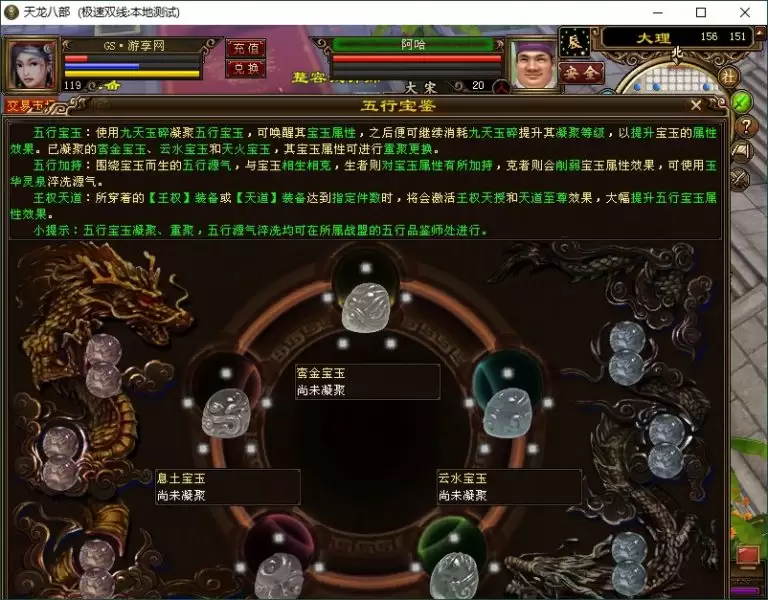 天龙八部 (极速双线:本地测试)
GS·游享网
充值
兑换
阿哈
辰
大理 156 151
北
社
安全
119
大宋
20
五行宝鉴
五行宝玉：使用九天玉碎凝聚五行宝玉，可唤醒其宝玉属性，之后便可继续消耗九天玉碎提升其凝聚等级，以提升宝玉的属性
效果。已凝聚的銮金宝玉、云水宝玉和天火宝玉，其宝玉属性可进行重聚更换。
五行加持：围绕宝玉而生的五行源气，与宝玉相生相克，生者则对宝玉属性有所加持，克者则会削弱宝玉属性效果，可使用玉
华灵泉淬洗源气。
王权天道：所穿着的【王权】装备或【天道】装备达到指定件数时，将会激活王权天授和天道至尊效果，大幅提升五行宝玉属
性效果。
小提示：五行宝玉凝聚、重聚，五行源气淬洗均可在所属战盟的五行品鉴师处进行。
銮金宝玉
尚未凝聚
息土宝玉
尚未凝聚
云水宝玉
尚未凝聚